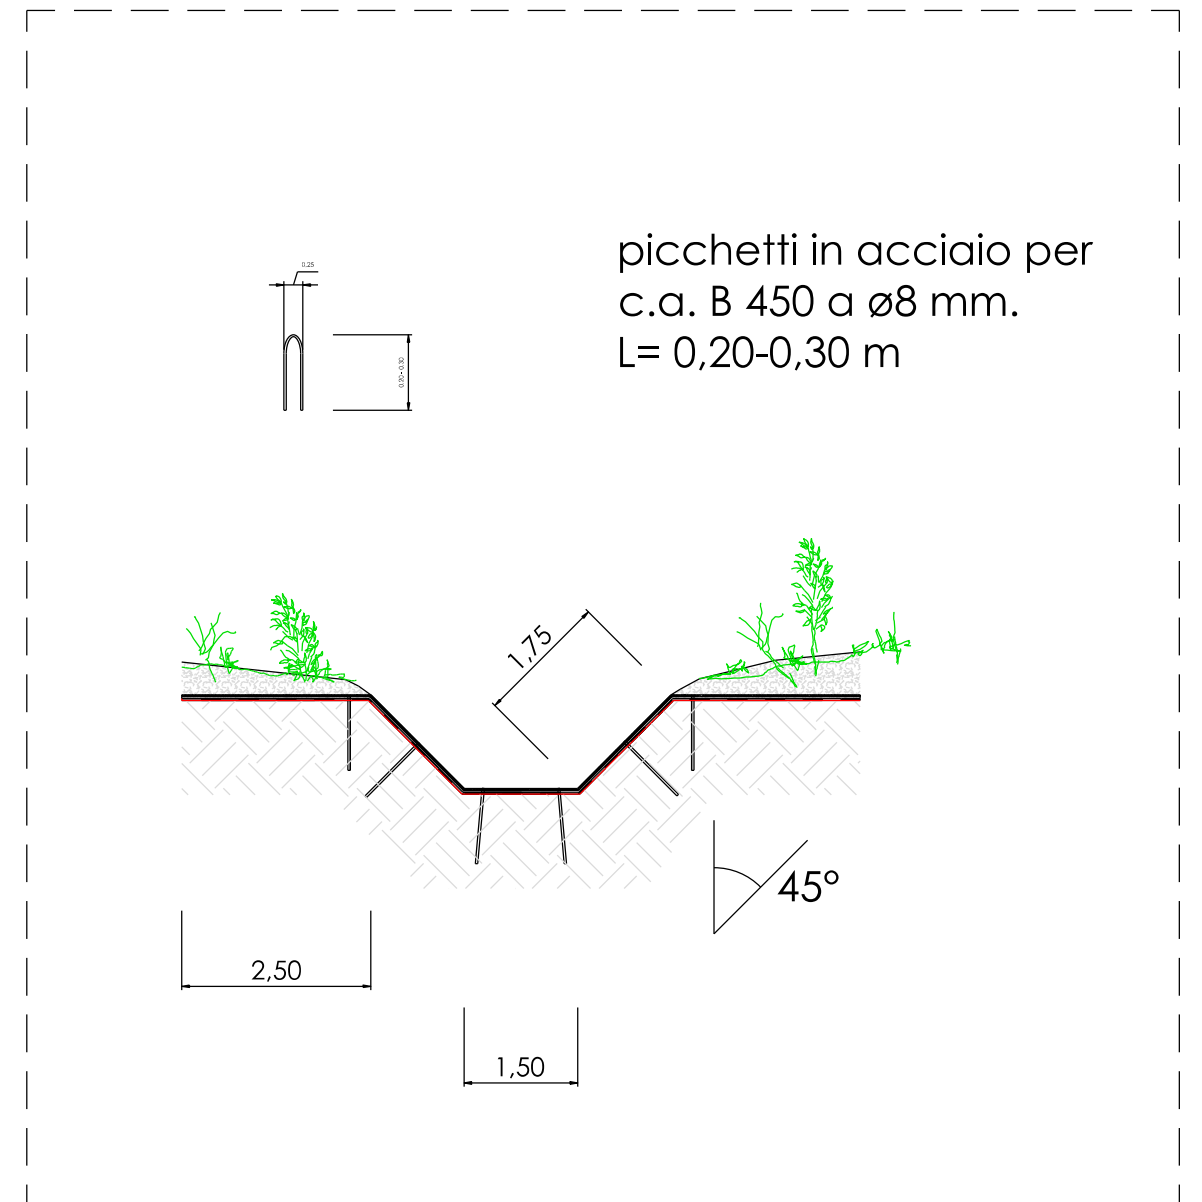 picchetti in acciaio per
c.a. B 450 a ø8 mm.
L= 0,20-0,30 m
0.25
0.20 - 0.30
1,75
45°
2,50
1,50